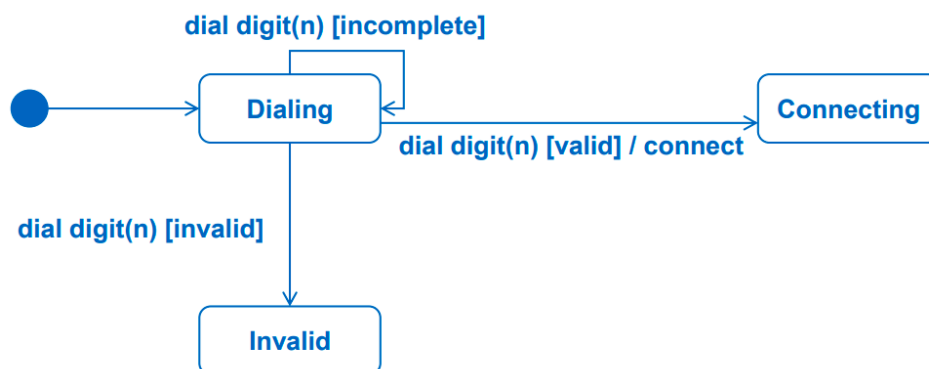 dial digit(n) [incomplete]
Dialing
Connecting
dial digit(n) [valid] / connect
dial digit(n) [invalid]
Invalid